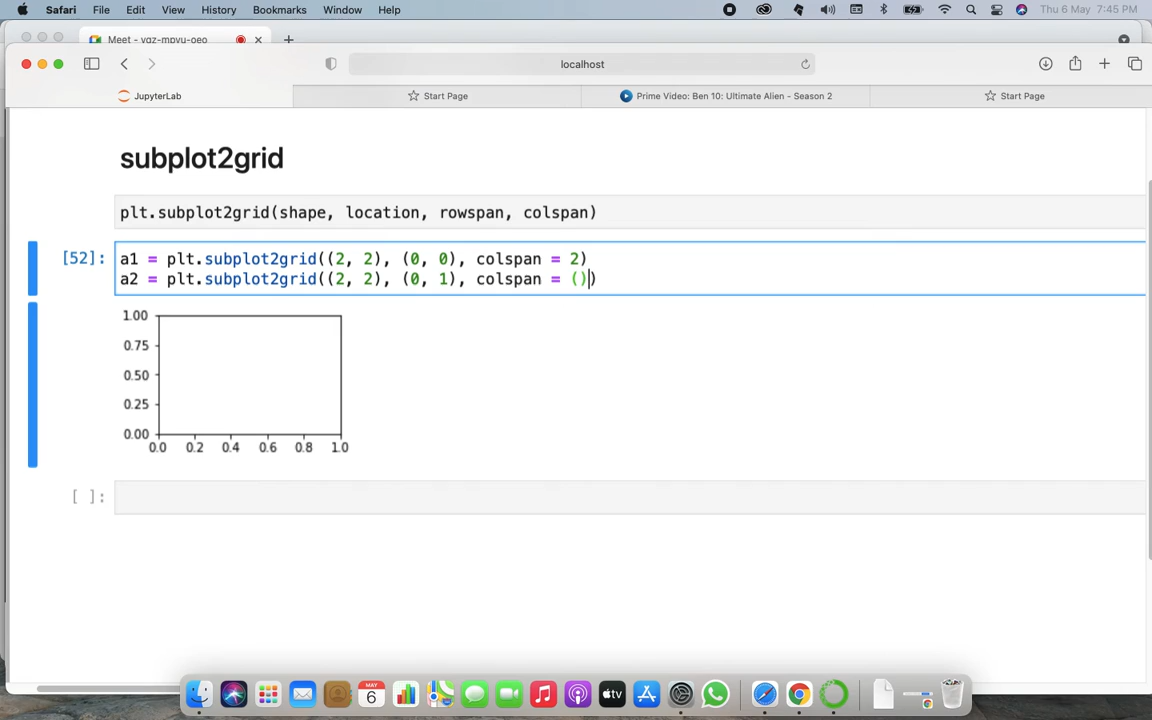 Safari File Edit View History Bookmarks Window Help Thu 6 May 7:45 PM
Meet - vgz-mpvu-oeo
localhost
JupyterLab Start Page Prime Video: Ben 10: Ultimate Alien - Season 2 Start Page
subplot2grid
plt.subplot2grid(shape, location, rowspan, colspan)
[52]: a1 = plt.subplot2grid((2, 2), (0, 0), colspan = 2)
a2 = plt.subplot2grid((2, 2), (0, 1), colspan = ())
1.00
0.75
0.50
0.25
0.00
0.0 0.2 0.4 0.6 0.8 1.0
[ ]:
MAY
6
tv